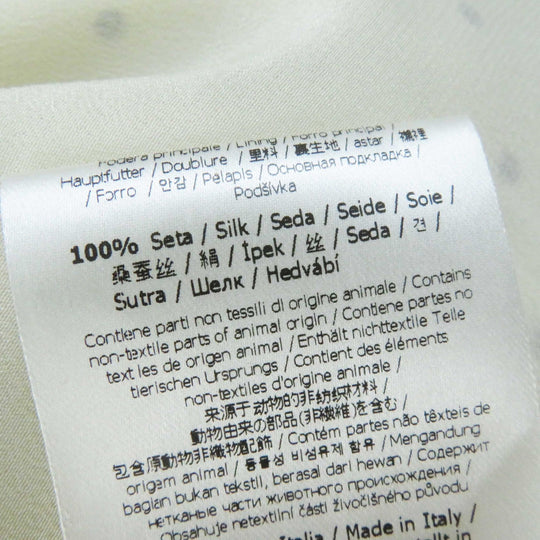 Fodera principale / Lining / Forro principal /
Hauptfutter / Doublure / 里料 / 裏生地 / astar / 襯裡
/ Forro / 안감 / Pelapis / Основная подкладка /
Podšívka
100% Seta / Silk / Seda / Seide / Soie /
桑蚕丝 / 絹 / İpek / 丝 / Seda / 견 /
Sutra / Шелк / Hedvábí
Contiene parti non tessili di origine animale / Contains
non-textile parts of animal origin / Contiene partes no
text les de origen animal / Enthält nichttextile Teile
tierischen Ursprungs / Contient des éléments
non-textiles d'origine animale /
来源于动物的非纺织材料 /
動物由来の部品(非繊維)を含む /
包含原動物非纖物配飾 / Contém partes não têxteis de
origem animal / 동물성 비섬유제 함유 / Mengandung
bagian bukan tekstil, berasal dari hewan / Содержит
нетканые части животного происхождения /
Obsahuje netextilní části živočišného původu
Italia / Made in Italy /